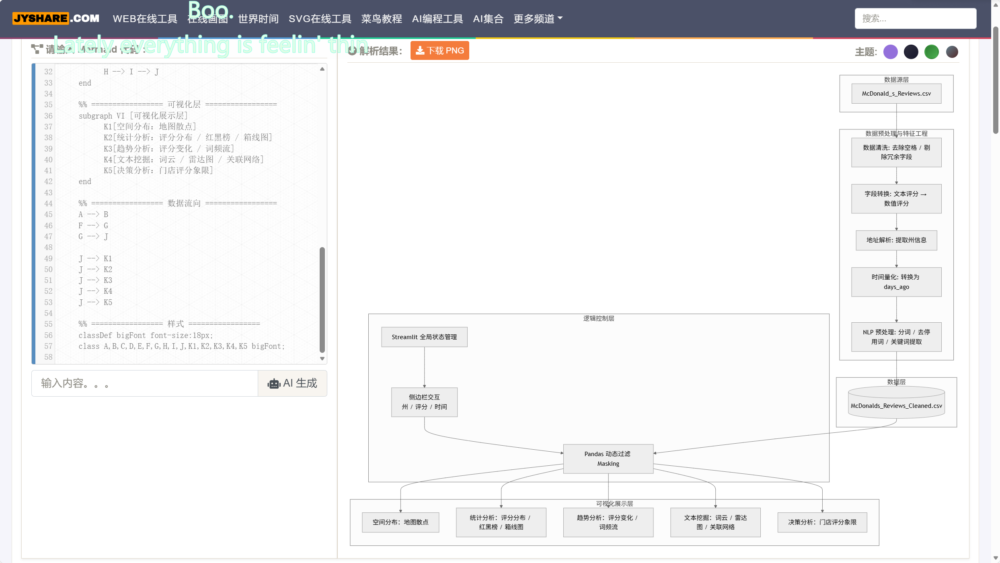 JYSHARE.COM WEB在线工具 在线画图 世界时间 SVG在线工具 菜鸟教程 AI编程工具 AI集合 更多频道 搜索...
Boo.
Lately everything is feelin' thin
请输入 Mermaid 代码：
解析结果： 下载 PNG 主题:
32 H --> I --> J
33 end
34
35 %% ================= 可视化层 =================
36 subgraph VI [可视化展示层]
37 K1[空间分布：地图散点]
38 K2[统计分析：评分分布 / 红黑榜 / 箱线图]
39 K3[趋势分析：评分变化 / 词频流]
40 K4[文本挖掘：词云 / 雷达图 / 关联网络]
41 K5[决策分析：门店评分象限]
42 end
43
44 %% ================= 数据流向 =================
45 A --> B
46 F --> G
47 G --> J
48
49 J --> K1
50 J --> K2
51 J --> K3
52 J --> K4
53 J --> K5
54
55 %% ================= 样式 =================
56 classDef bigFont font-size:18px;
57 class A,B,C,D,E,F,G,H,I,J,K1,K2,K3,K4,K5 bigFont;
58
输入内容。。。 AI 生成
数据源层
McDonald_s_Reviews.csv
数据预处理与特征工程
数据清洗: 去除空格 / 剔
除冗余字段
字段转换: 文本评分 →
数值评分
地址解析: 提取州信息
时间量化: 转换为
days_ago
NLP 预处理: 分词 / 去停
用词 / 关键词提取
数据层
McDonalds_Reviews_Cleaned.csv
逻辑控制层
Streamlit 全局状态管理
侧边栏交互
州 / 评分 / 时间
Pandas 动态过滤
Masking
可视化展示层
空间分布：地图散点
统计分析：评分分布 /
红黑榜 / 箱线图
趋势分析：评分变化 /
词频流
文本挖掘：词云 / 雷达
图 / 关联网络
决策分析：门店评分象限